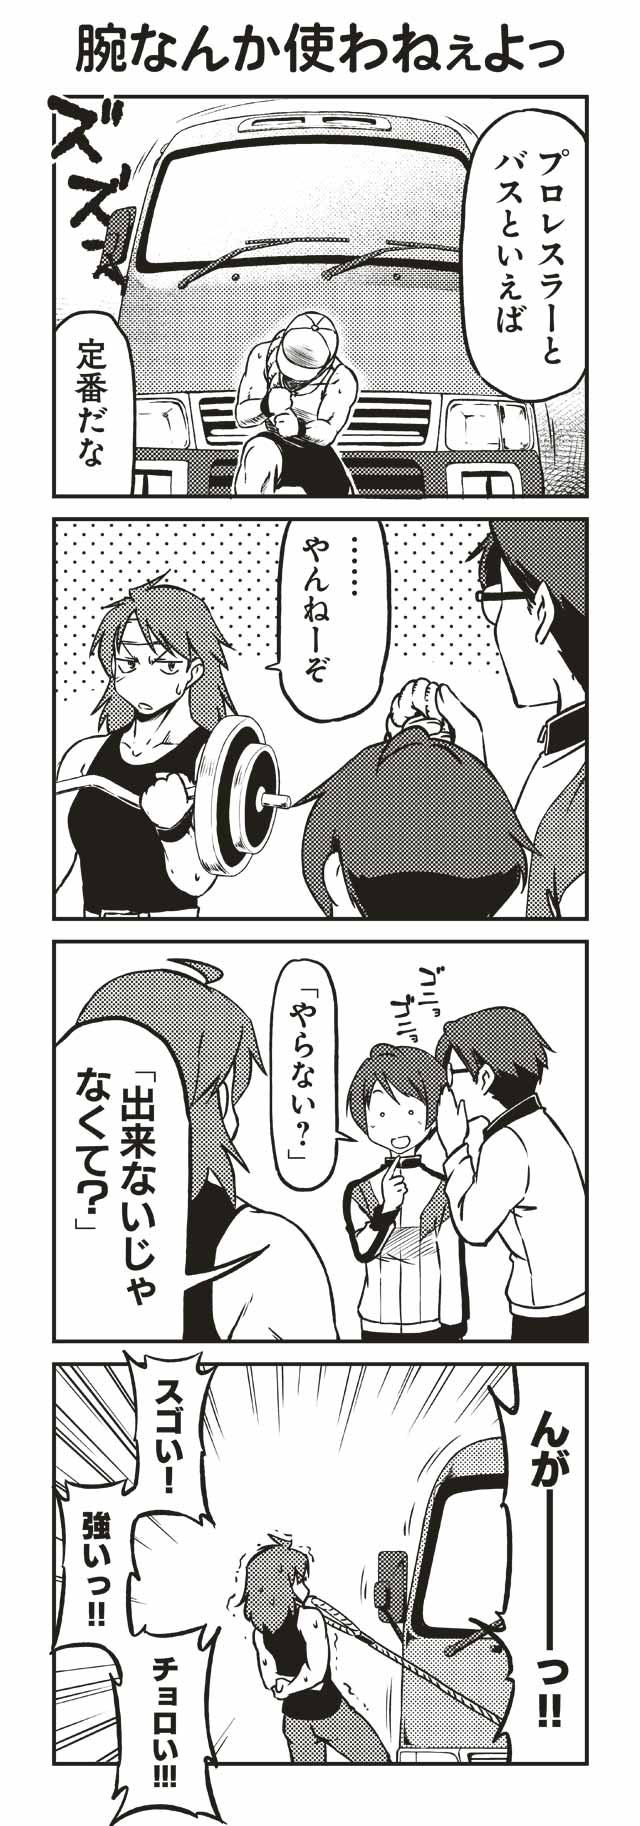 腕なんか使わねぇよっ
プロレスラーと
バスといえば
定番だな
ズズズ
……
やんねーぞ
ゴニョ
ゴニョ
「やらない?」
「出来ないじゃ
なくて?」
んがーーっ!!
スゴい!
強いっ!!
チョロい!!!